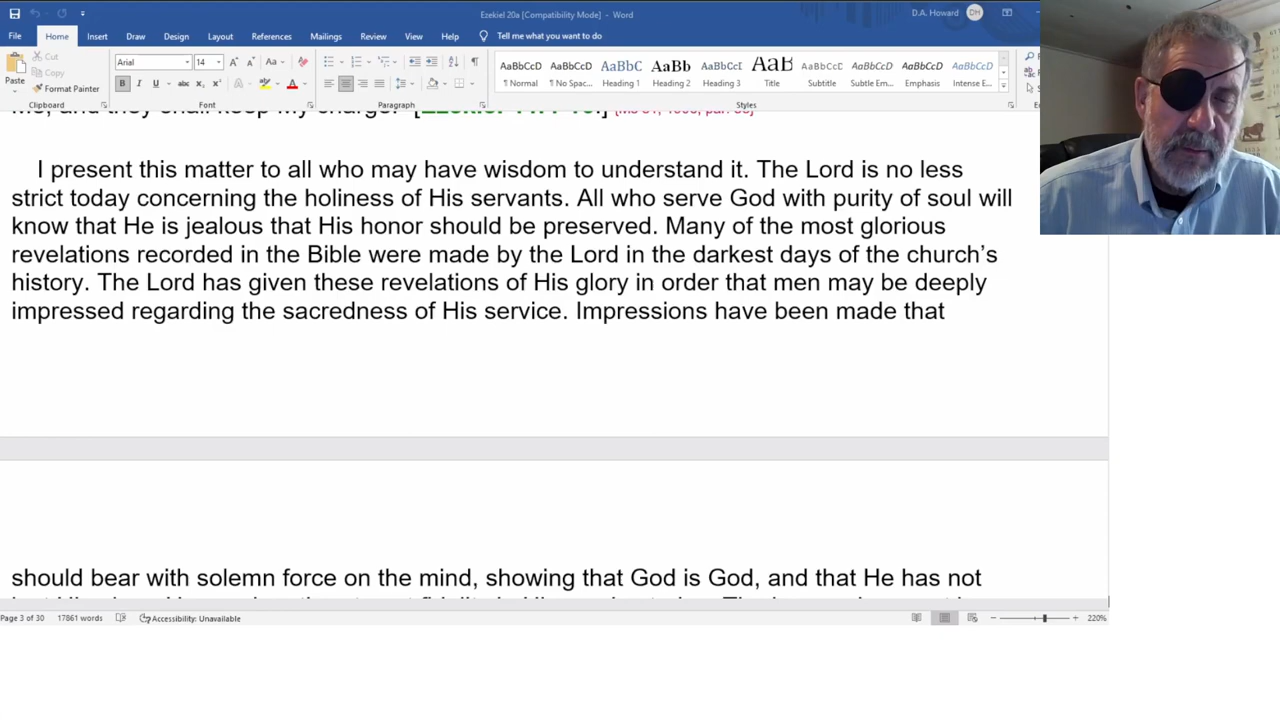 Ezekiel 20a [Compatibility Mode] - Word
D.A. Howard DH
File Home Insert Draw Design Layout References Mailings Review View Help Tell me what you want to do
Paste
Cut
Copy
Format Painter
Clipboard
Arial 14
Font
Paragraph
AaBbCcD AaBbCcD AaBbC AaBb AaBbCcI AaB AaBbCcD AaBbCcD AaBbCcD AaBbCcD
¶ Normal ¶ No Spac... Heading 1 Heading 2 Heading 3 Title Subtitle Subtle Em... Emphasis Intense E...
Styles
I present this matter to all who may have wisdom to understand it. The Lord is no less
strict today concerning the holiness of His servants. All who serve God with purity of soul will
know that He is jealous that His honor should be preserved. Many of the most glorious
revelations recorded in the Bible were made by the Lord in the darkest days of the church’s
history. The Lord has given these revelations of His glory in order that men may be deeply
impressed regarding the sacredness of His service. Impressions have been made that
should bear with solemn force on the mind, showing that God is God, and that He has not
Page 3 of 30 17861 words Accessibility: Unavailable 220%